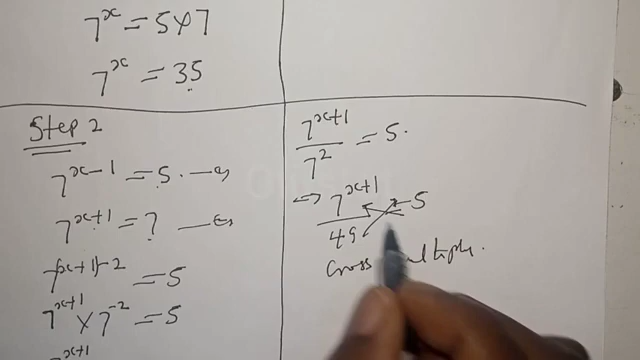 7^x = 5×7
7^x = 35
Step 2
7^x-1 = 5
7^x+1 = ?
7^(x+1)-2 = 5
7^x+1 × 7^-2 = 5
7^x+1
7^x+1 / 7^2 = 5.
⇒ 7^x+1 / 49 = 5
Cross